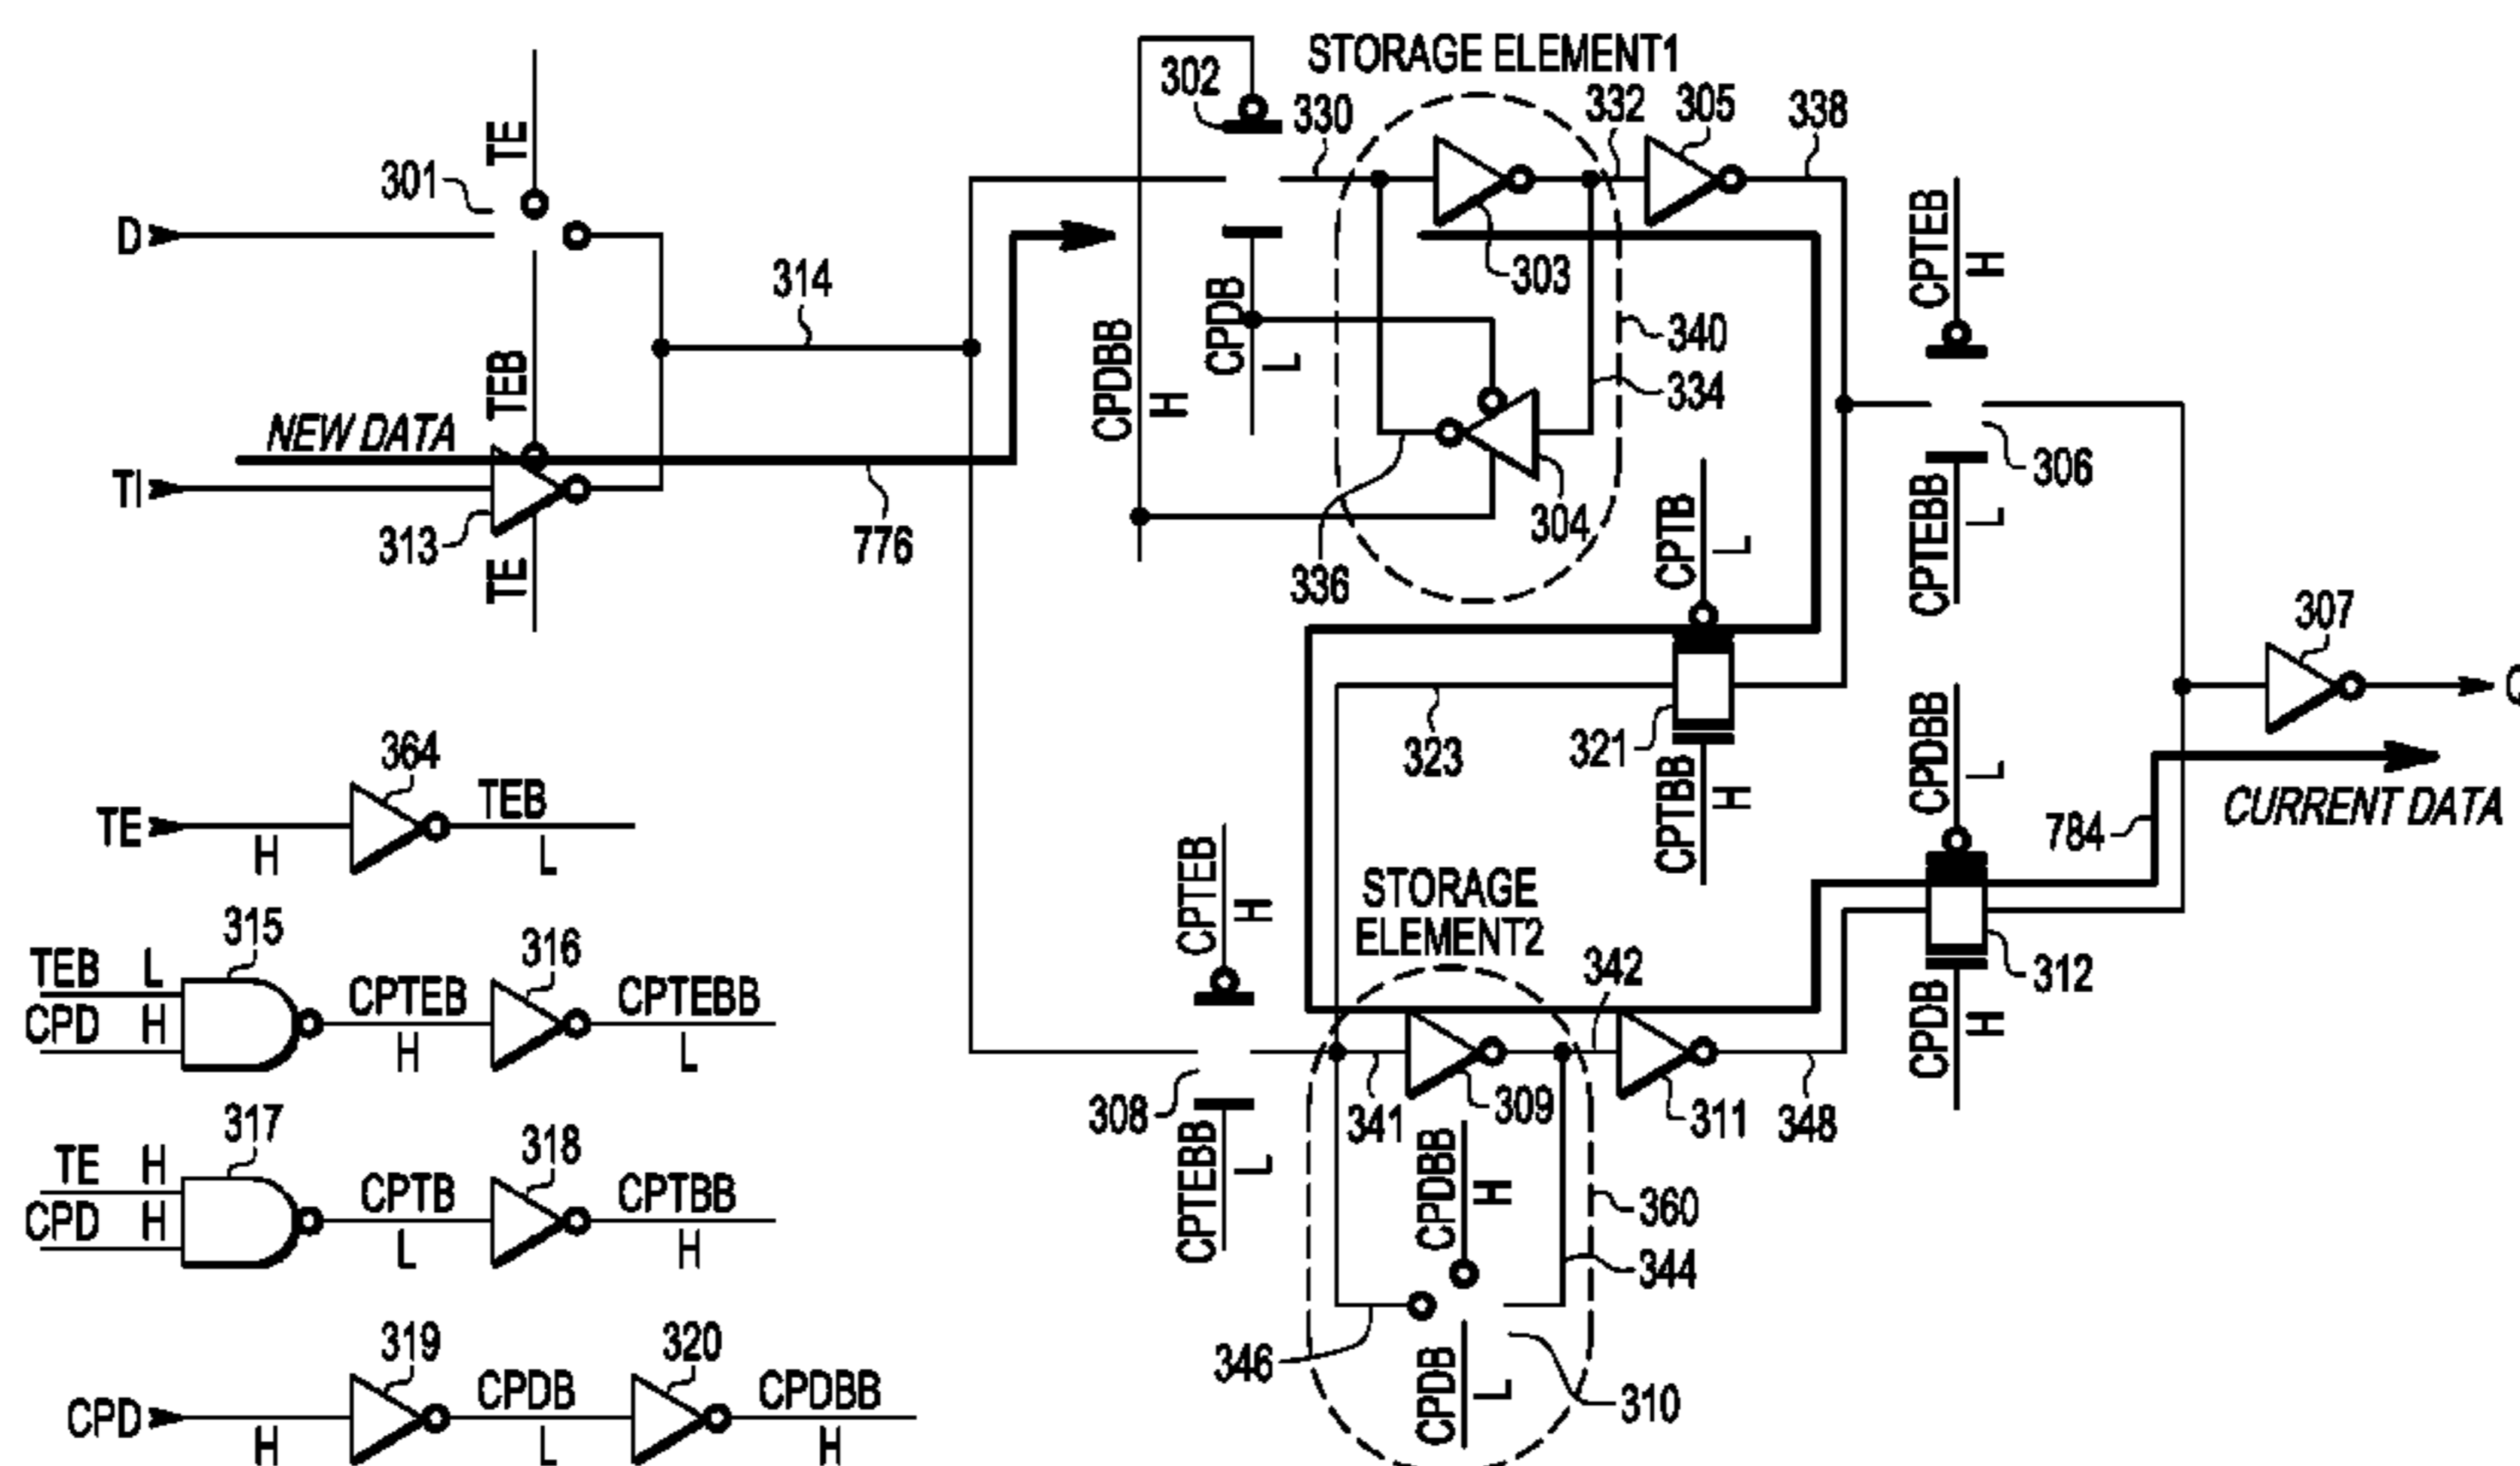 STORAGE ELEMENT1
302
330
332
305
338
TE
301
D
314
303
CPTEB
H
CPDB
L
CPDBB
H
340
334
TEB
NEW DATA
TI
313
TE
776
336
304
CPTB
L
306
CPTEBB
L
307
323
321
CPTBB
H
CPDBB
L
784
CURRENT DATA
TE
H
364
TEB
L
CPTEB
H
STORAGE
ELEMENT2
342
312
CPDB
H
TEB L
CPD H
315
CPTEB
H
316
CPTEBB
L
308
CPTEBB
L
341
309
311
348
TE H
CPD H
317
CPTB
L
318
CPTBB
H
CPDBB
H
360
344
346
CPDB
L
310
CPD
H
319
CPDB
L
320
CPDBB
H